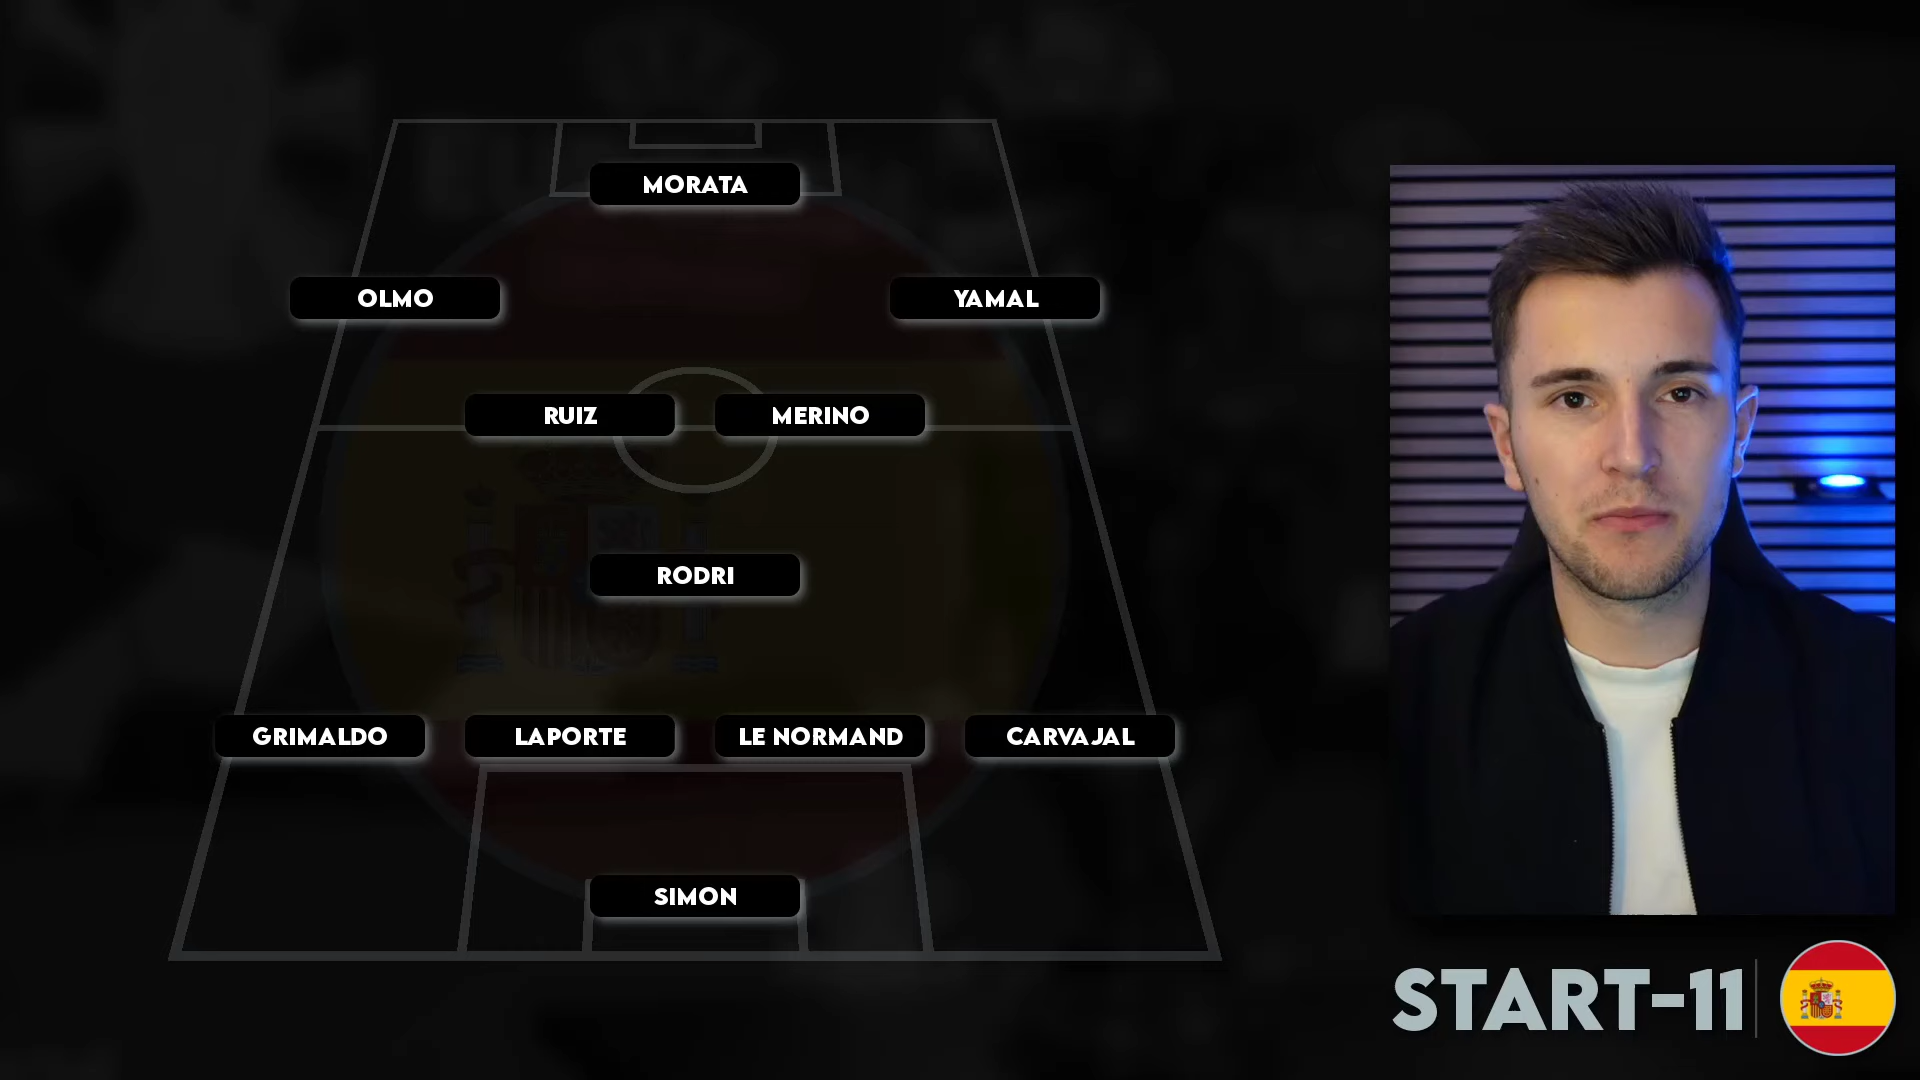 MORATA
OLMO
YAMAL
RUIZ
MERINO
RODRI
GRIMALDO
LAPORTE
LE NORMAND
CARVAJAL
SIMON
START-11